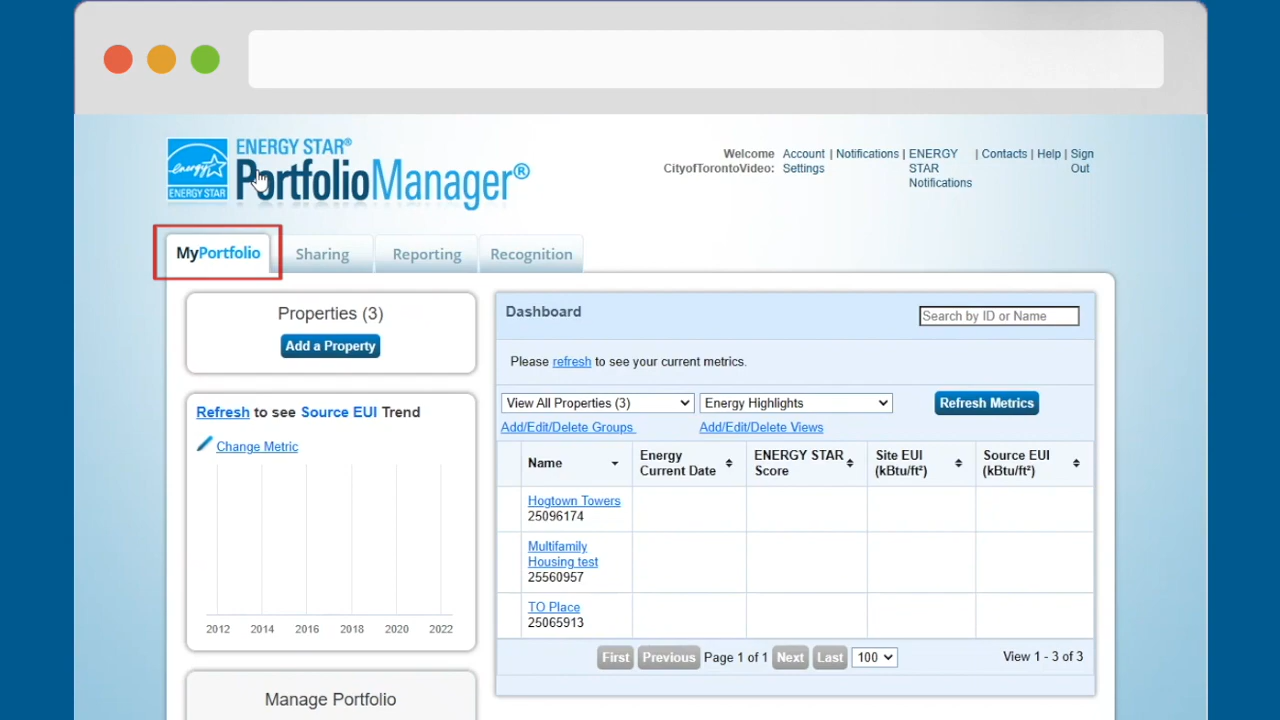 ENERGY STAR
ENERGY STAR®
PortfolioManager®
Welcome
CityofTorontoVideo:
Account
Settings
| Notifications |
ENERGY
STAR
Notifications
| Contacts | Help |
Sign
Out
MyPortfolio
Sharing
Reporting
Recognition
Properties (3)
Add a Property
Refresh to see Source EUI Trend
Change Metric
2012 2014 2016 2018 2020 2022
Manage Portfolio
Dashboard
Search by ID or Name
Please refresh to see your current metrics.
View All Properties (3)
Energy Highlights
Refresh Metrics
Add/Edit/Delete Groups
Add/Edit/Delete Views
Name
Energy
Current Date
ENERGY STAR
Score
Site EUI
(kBtu/ft²)
Source EUI
(kBtu/ft²)
Hogtown Towers
25096174
Multifamily
Housing test
25560957
TO Place
25065913
First Previous Page 1 of 1 Next Last 100
View 1 - 3 of 3